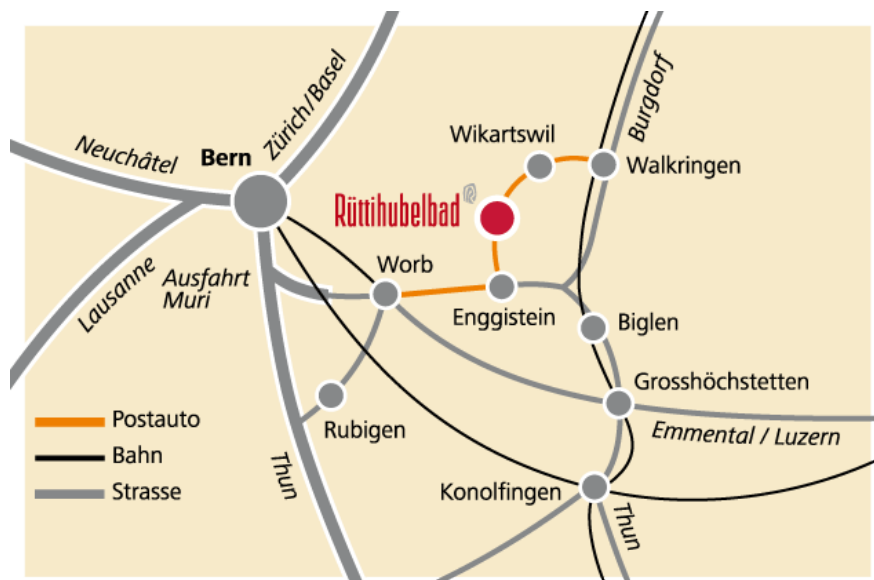 Zürich/Basel
Neuchâtel
Bern
Burgdorf
Wikartswil
Walkringen
Rüttihubelbad
Lausanne
Ausfahrt
Muri
Worb
Enggistein
Biglen
Grosshöchstetten
Emmental / Luzern
Postauto
Bahn
Strasse
Rubigen
Thun
Konolfingen
Thun